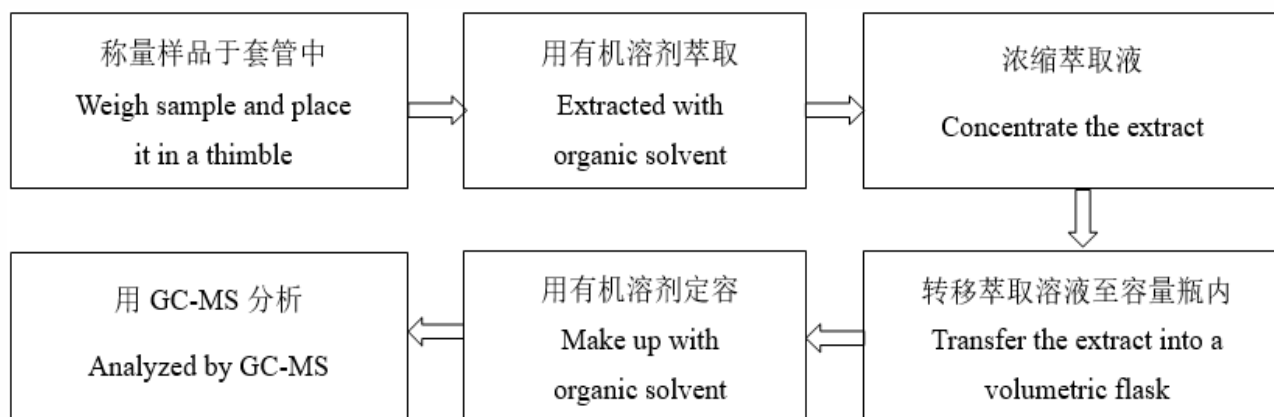 称量样品于套管中
Weigh sample and place
it in a thimble
用有机溶剂萃取
Extracted with
organic solvent
浓缩萃取液
Concentrate the extract
转移萃取溶液至容量瓶内
Transfer the extract into a
volumetric flask
用有机溶剂定容
Make up with
organic solvent
用 GC-MS 分析
Analyzed by GC-MS